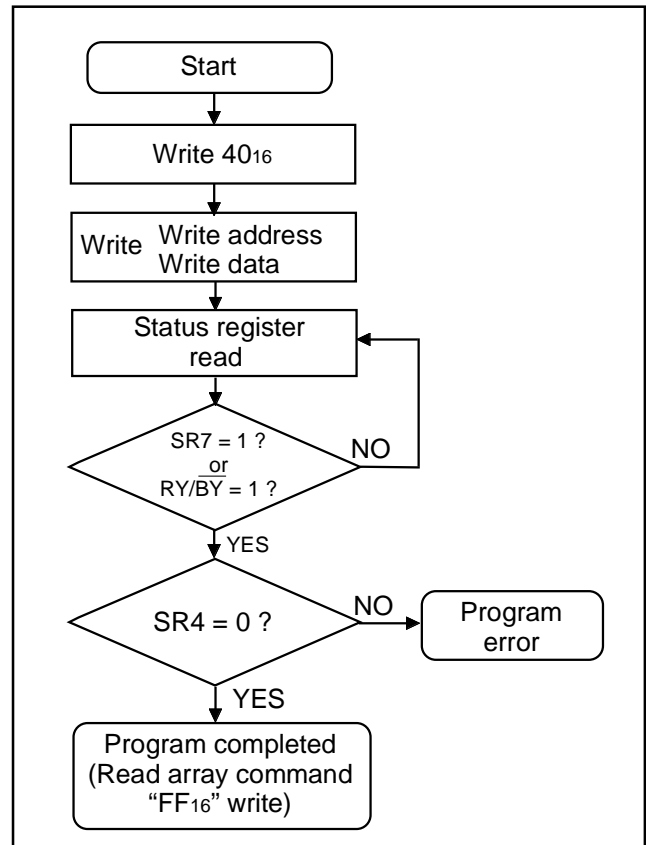 Start
Write 40₁₆
Write Write address
Write data
Status register
read
SR7 = 1 ?
or
RY/B̅Y̅ = 1 ?
NO
YES
SR4 = 0 ?
NO
Program
error
YES
Program completed
(Read array command
“FF₁₆” write)